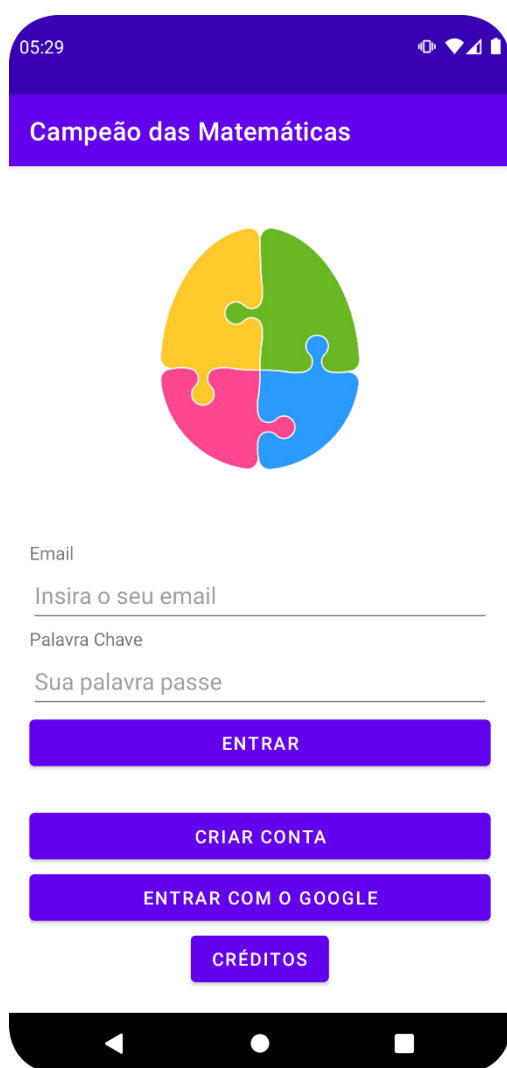 05:29
Campeão das Matemáticas
Email
Insira o seu email
Palavra Chave
Sua palavra passe
ENTRAR
CRIAR CONTA
ENTRAR COM O GOOGLE
CRÉDITOS